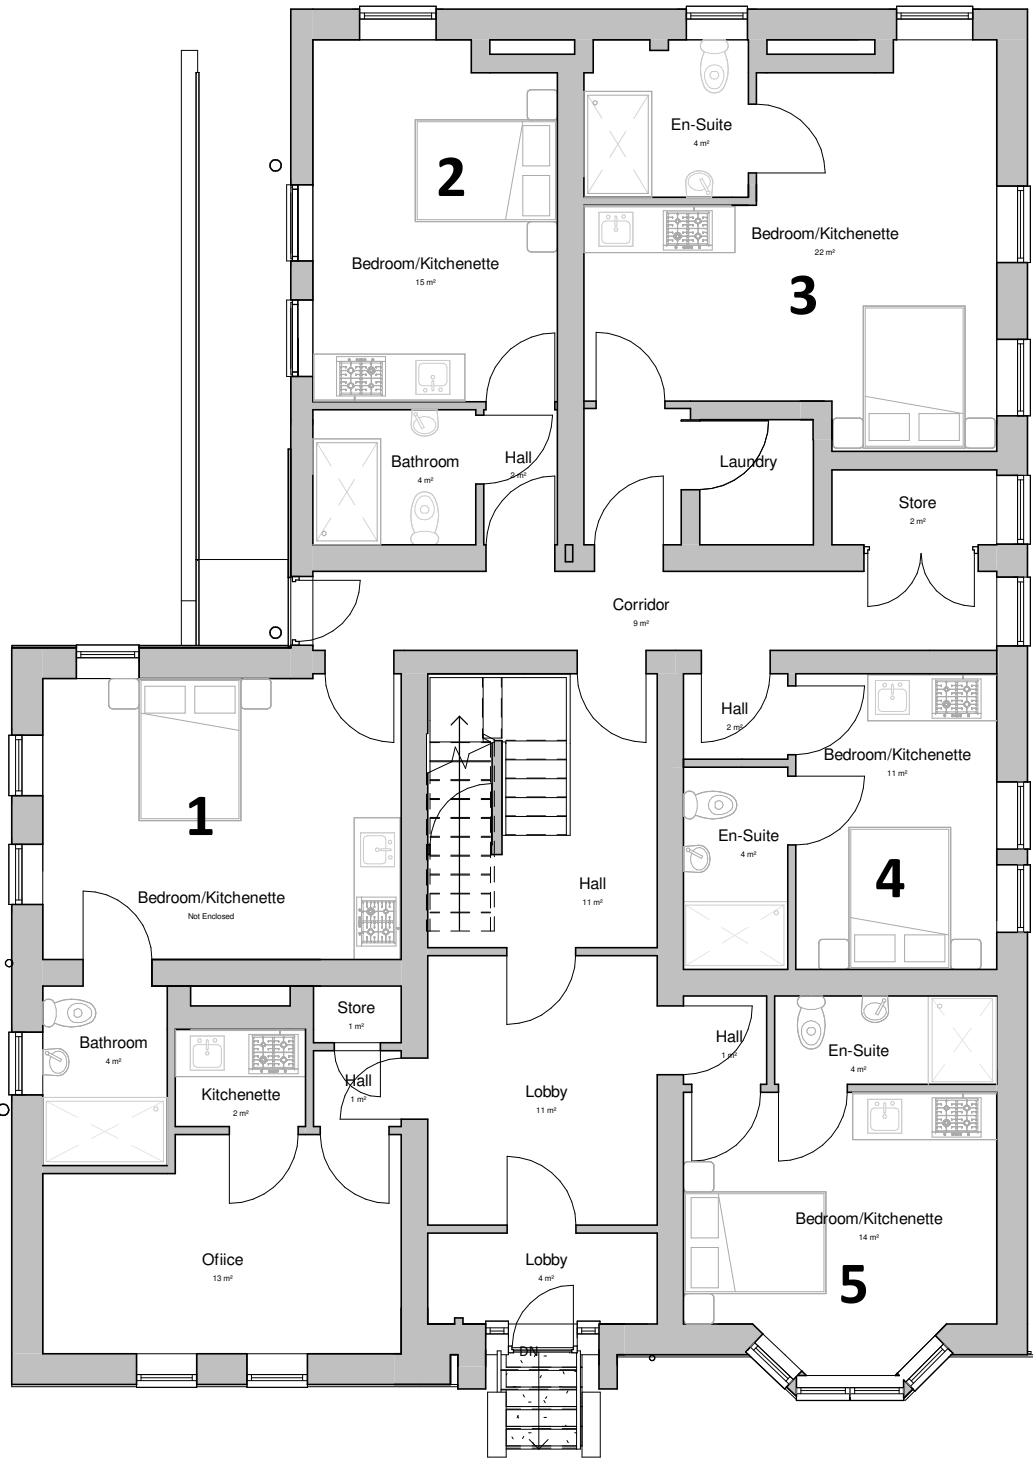 En-Suite
4 m²
2
Bedroom/Kitchenette
15 m²
Bedroom/Kitchenette
22 m²
3
Bathroom
4 m²
Hall
2 m²
Laundry
Store
2 m²
Corridor
9 m²
Hall
2 m²
Bedroom/Kitchenette
11 m²
1
En-Suite
4 m²
4
Bedroom/Kitchenette
Not Enclosed
Hall
11 m²
Store
1 m²
Bathroom
4 m²
Hall
1 m²
En-Suite
4 m²
Kitchenette
2 m²
Hall
1 m²
Lobby
11 m²
Bedroom/Kitchenette
14 m²
5
Ofiice
13 m²
Lobby
4 m²
DN